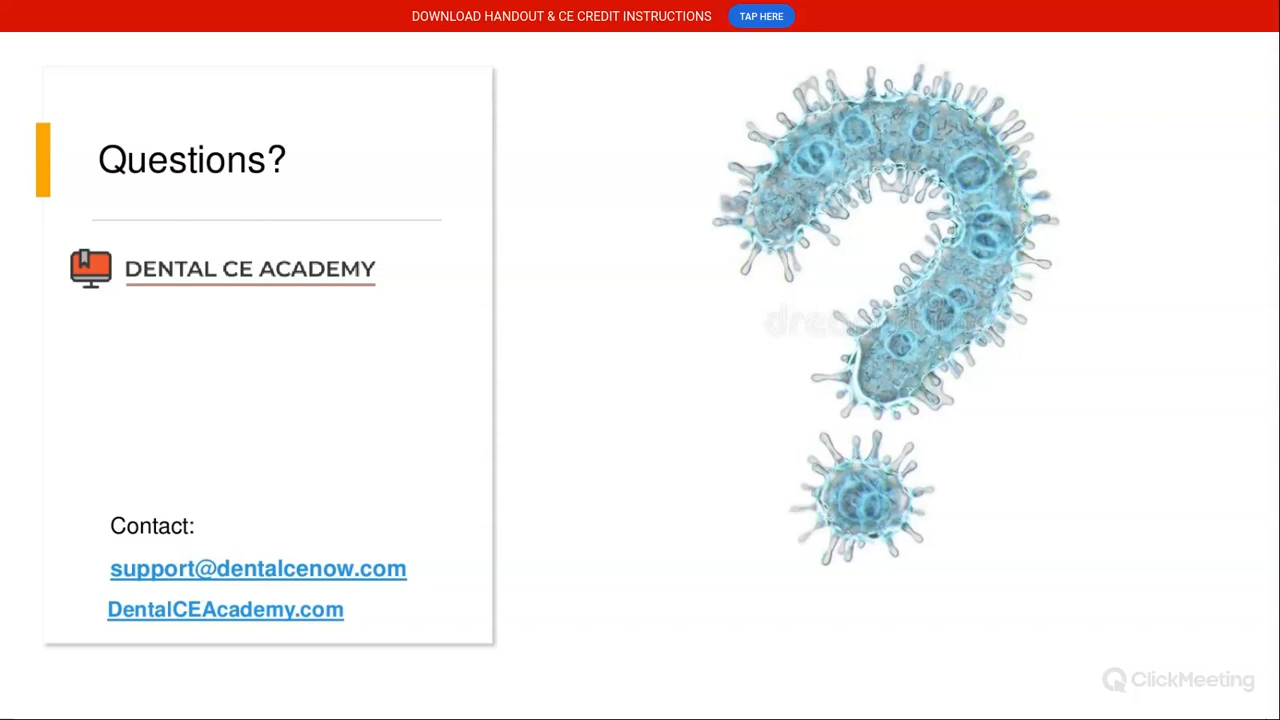 DOWNLOAD HANDOUT & CE CREDIT INSTRUCTIONS TAP HERE
Questions?
DENTAL CE ACADEMY
Contact:
support@dentalcenow.com
DentalCEAcademy.com
ClickMeeting